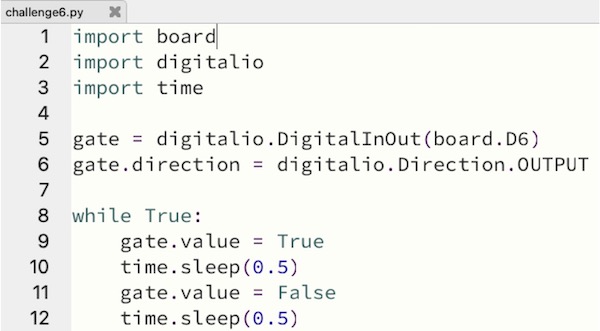 challenge6.py ✖
1 import board
2 import digitalio
3 import time
4
5 gate = digitalio.DigitalInOut(board.D6)
6 gate.direction = digitalio.Direction.OUTPUT
7
8 while True:
9     gate.value = True
10     time.sleep(0.5)
11     gate.value = False
12     time.sleep(0.5)